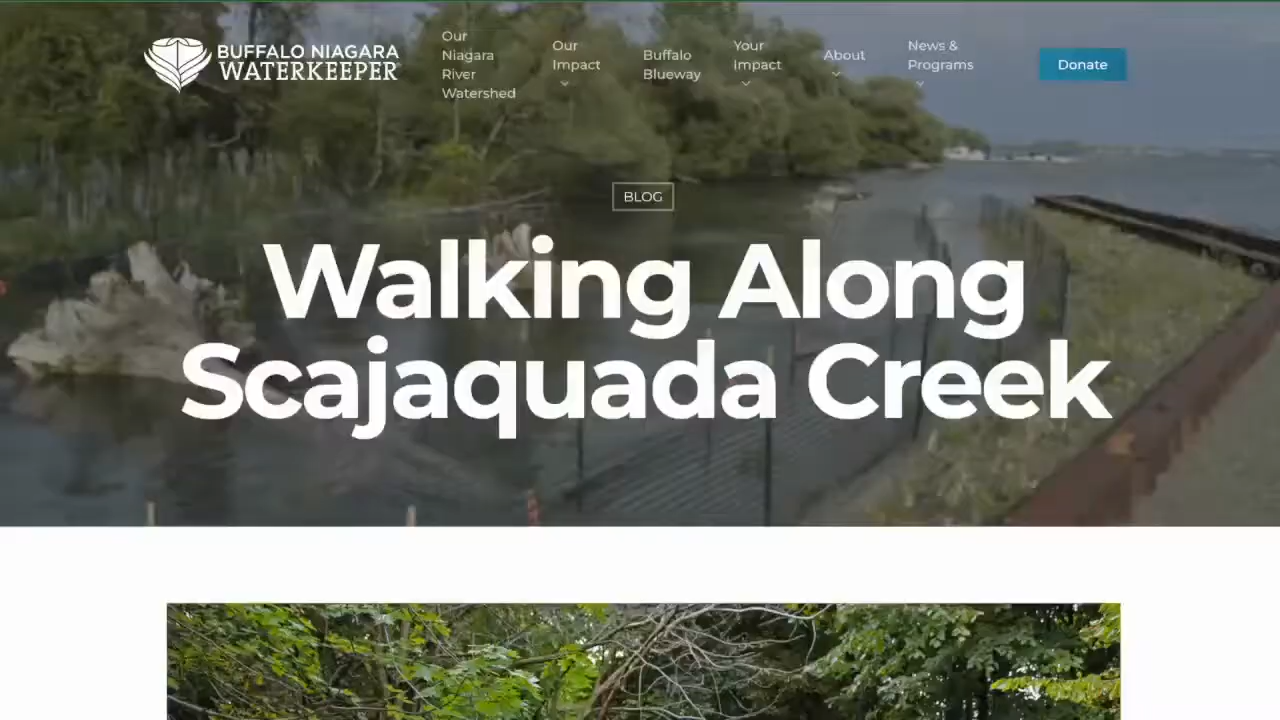 BUFFALO NIAGARA
WATERKEEPER
Our
Niagara
River
Watershed
Our
Impact
Buffalo
Blueway
Your
Impact
About
News &
Programs
Donate
BLOG
Walking Along
Scajaquada Creek